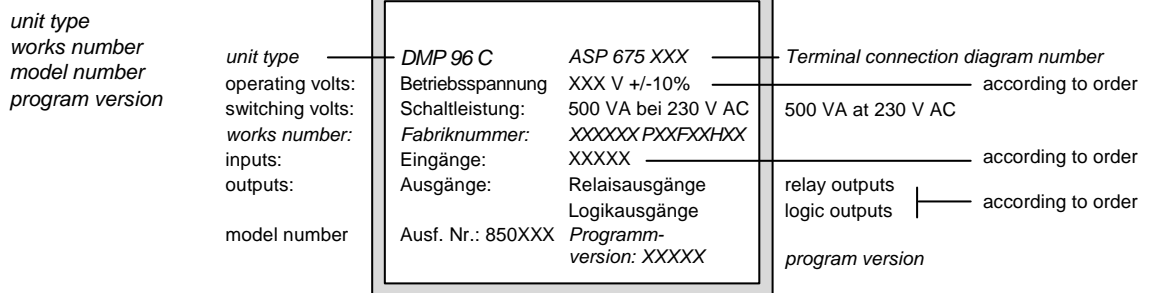 unit type
works number
model number
program version
unit type DMP 96 C ASP 675 XXX Terminal connection diagram number
operating volts: Betriebsspannung XXX V +/-10% according to order
switching volts: Schaltleistung: 500 VA bei 230 V AC 500 VA at 230 V AC
works number: Fabriknummer: XXXXXX PXXFXXHXX
inputs: Eingänge: XXXXX according to order
outputs: Ausgänge: Relaisausgänge relay outputs
Logikausgänge logic outputs according to order
model number Ausf. Nr.: 850XXX Programm-
version: XXXXX program version